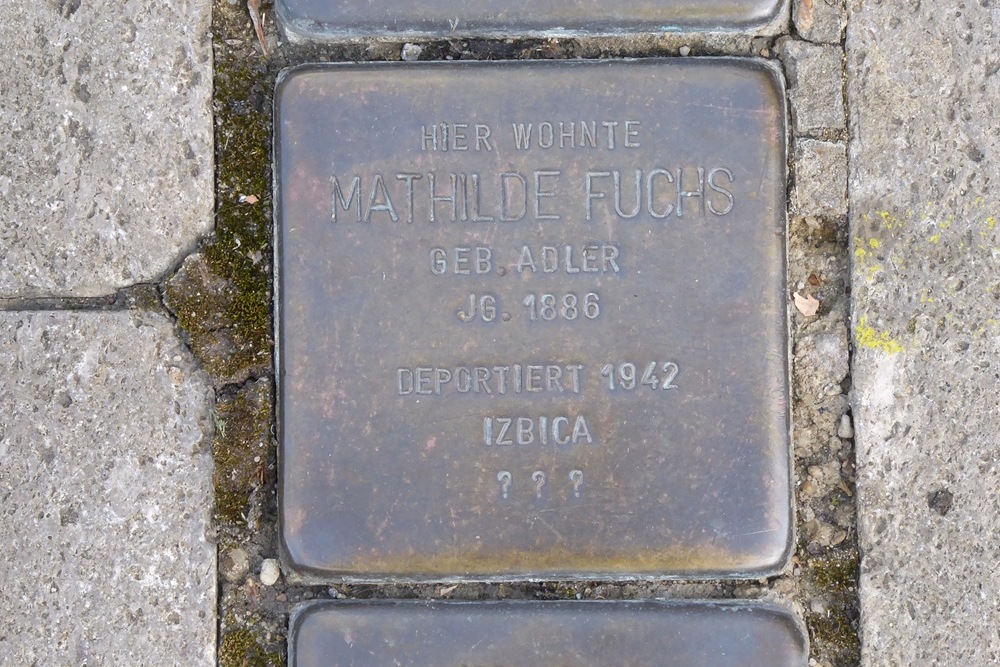 HIER WOHNTE
MATHILDE FUCHS
GEB. ADLER
JG. 1886
DEPORTIERT 1942
IZBICA
? ? ?